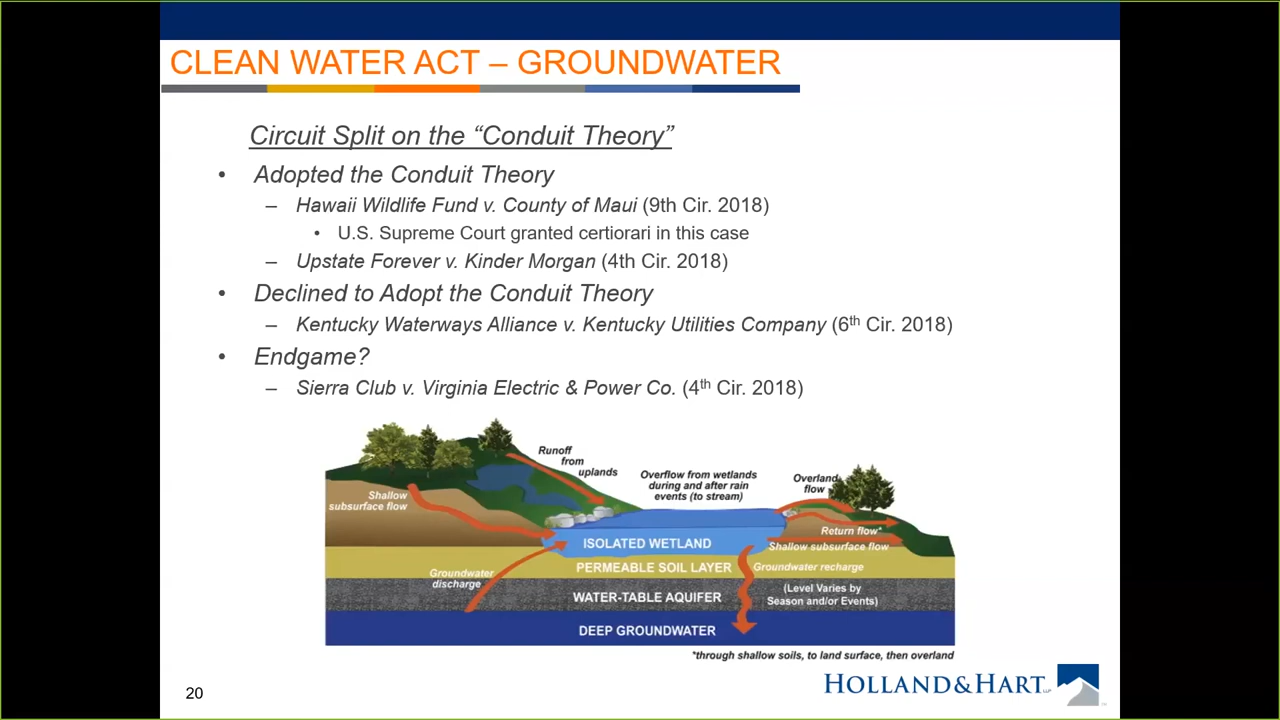 CLEAN WATER ACT – GROUNDWATER
Circuit Split on the “Conduit Theory”
• Adopted the Conduit Theory
– Hawaii Wildlife Fund v. County of Maui (9th Cir. 2018)
• U.S. Supreme Court granted certiorari in this case
– Upstate Forever v. Kinder Morgan (4th Cir. 2018)
• Declined to Adopt the Conduit Theory
– Kentucky Waterways Alliance v. Kentucky Utilities Company (6th Cir. 2018)
• Endgame?
– Sierra Club v. Virginia Electric & Power Co. (4th Cir. 2018)
Runoff
from
uplands
Overflow from wetlands
during and after rain
events (to stream)
Overland
flow
Shallow
subsurface flow
Return flow*
ISOLATED WETLAND
Shallow subsurface flow
PERMEABLE SOIL LAYER
Groundwater recharge
Groundwater
discharge
WATER-TABLE AQUIFER
(Level Varies by
Season and/or Events)
DEEP GROUNDWATER
*through shallow soils, to land surface, then overland
20
HOLLAND & HART LLP